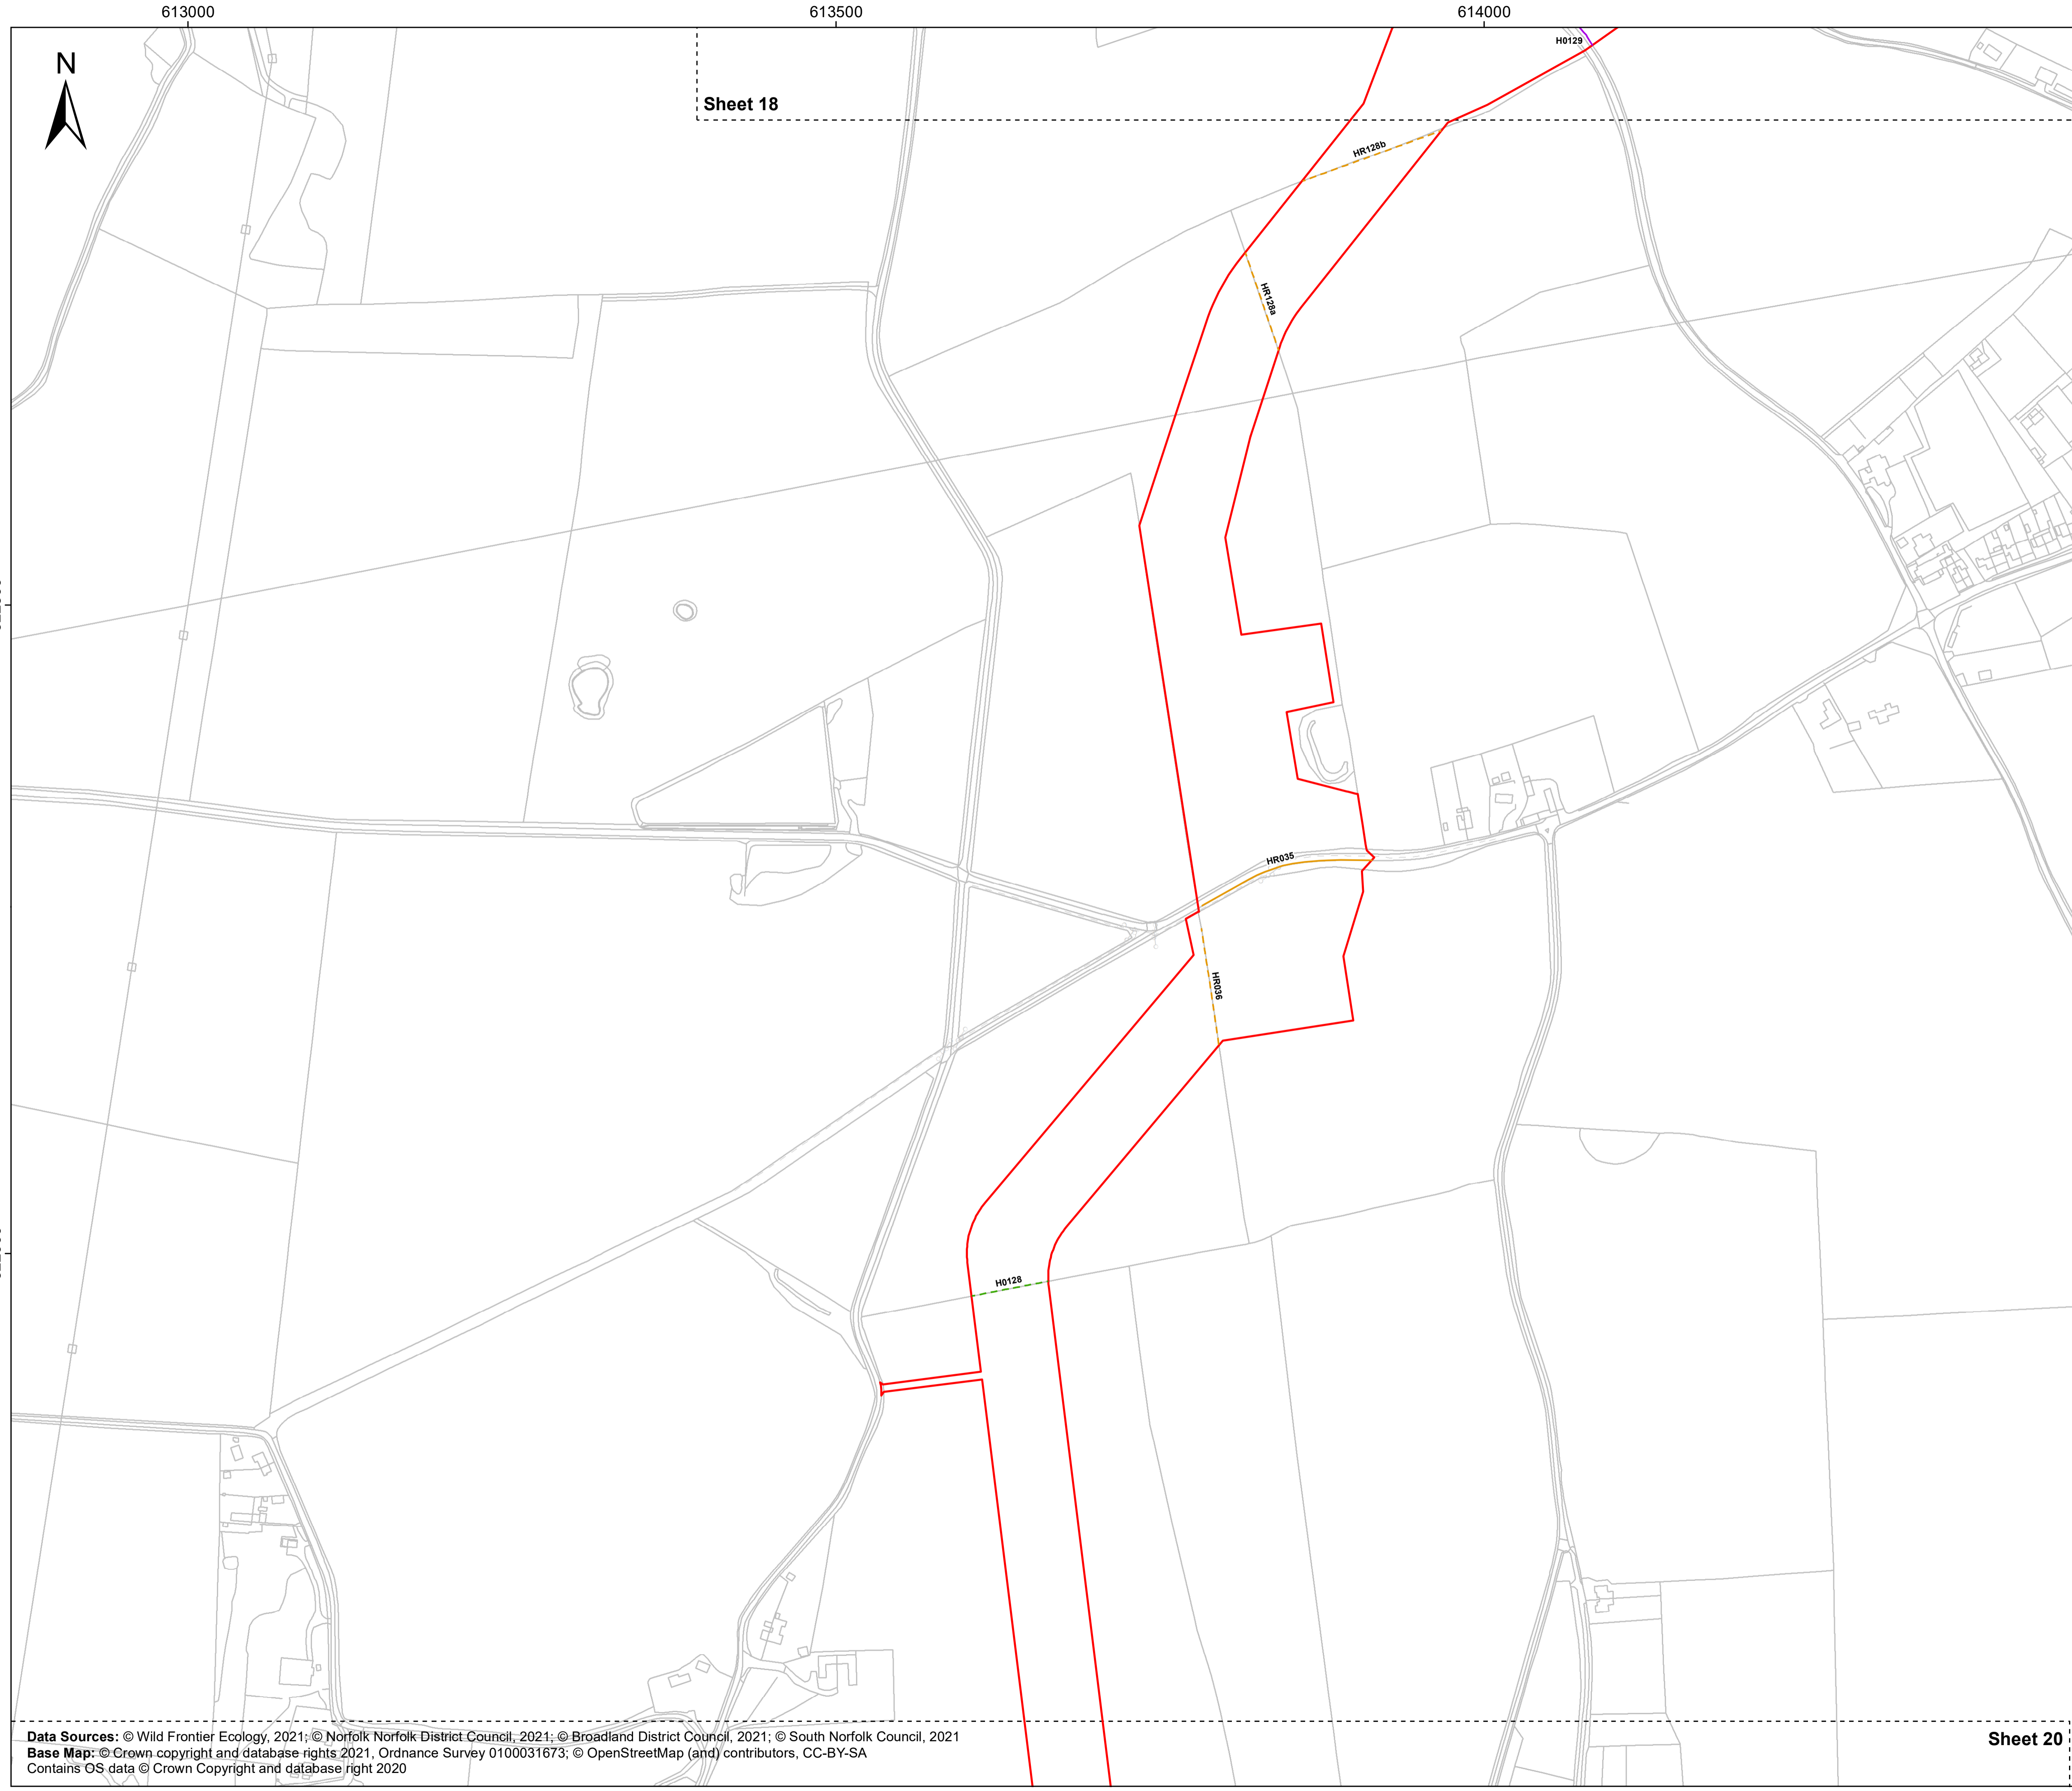 613000
613500
614000
N
H0129
Sheet 18
HR128b
HR128a
HR035
HR036
H0128
Data Sources: © Wild Frontier Ecology, 2021; © Norfolk Norfolk District Council, 2021; © Broadland District Council, 2021; © South Norfolk Council, 2021
Sheet 20
Base Map: © Crown copyright and database rights 2021, Ordnance Survey 0100031673; © OpenStreetMap (and) contributors, CC-BY-SA
Contains OS data © Crown Copyright and database right 2020